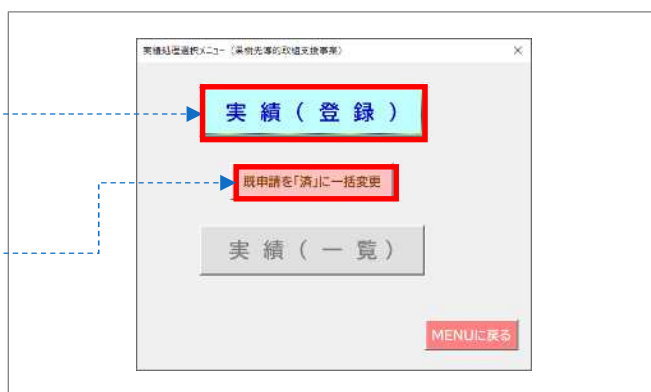 実績処理選択メニュー（果樹先導的取組支援事業）
実績（登録）
既申請を「済」に一括変更
実績（一覧）
MENUに戻る